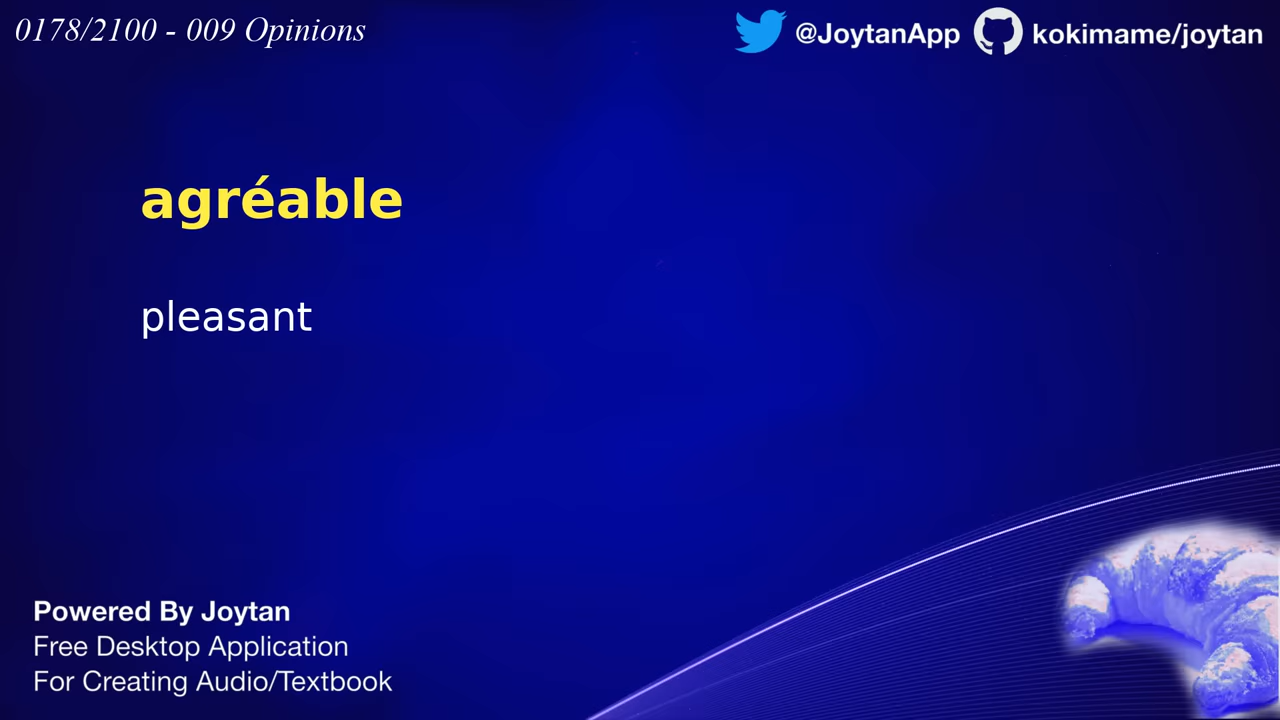 0178/2100 - 009 Opinions
@JoytanApp
kokimame/joytan
agréable
pleasant
Powered By Joytan
Free Desktop Application
For Creating Audio/Textbook